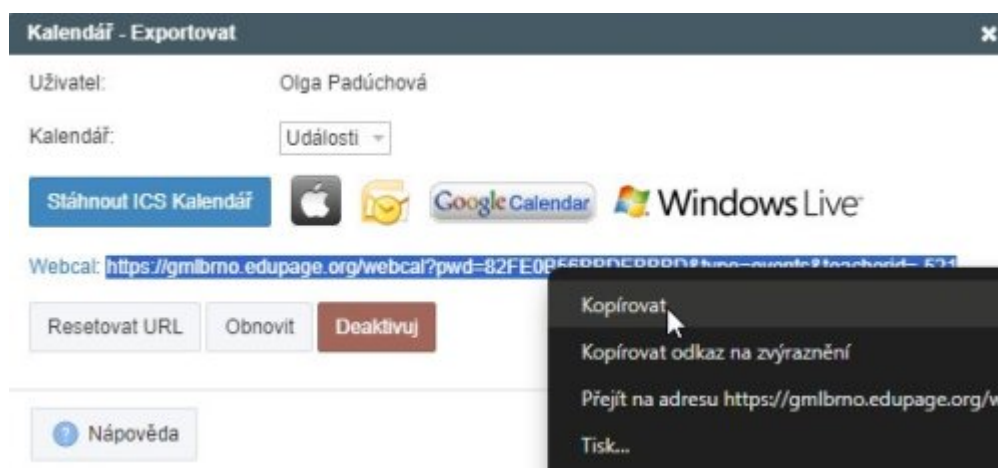 Kalendář - Exportovat
Uživatel: Olga Padúchová
Kalendář: Události
Stáhnout ICS Kalendář Google Calendar Windows Live
Webcal: https://gmlbrno.edupage.org/webcal?
Resetovat URL Obnovit Deaktivuj
Kopírovat
Kopírovat odkaz na zvýraznění
Přejít na adresu https://gmlbrno.edupage.org/w
Tisk...
Nápověda